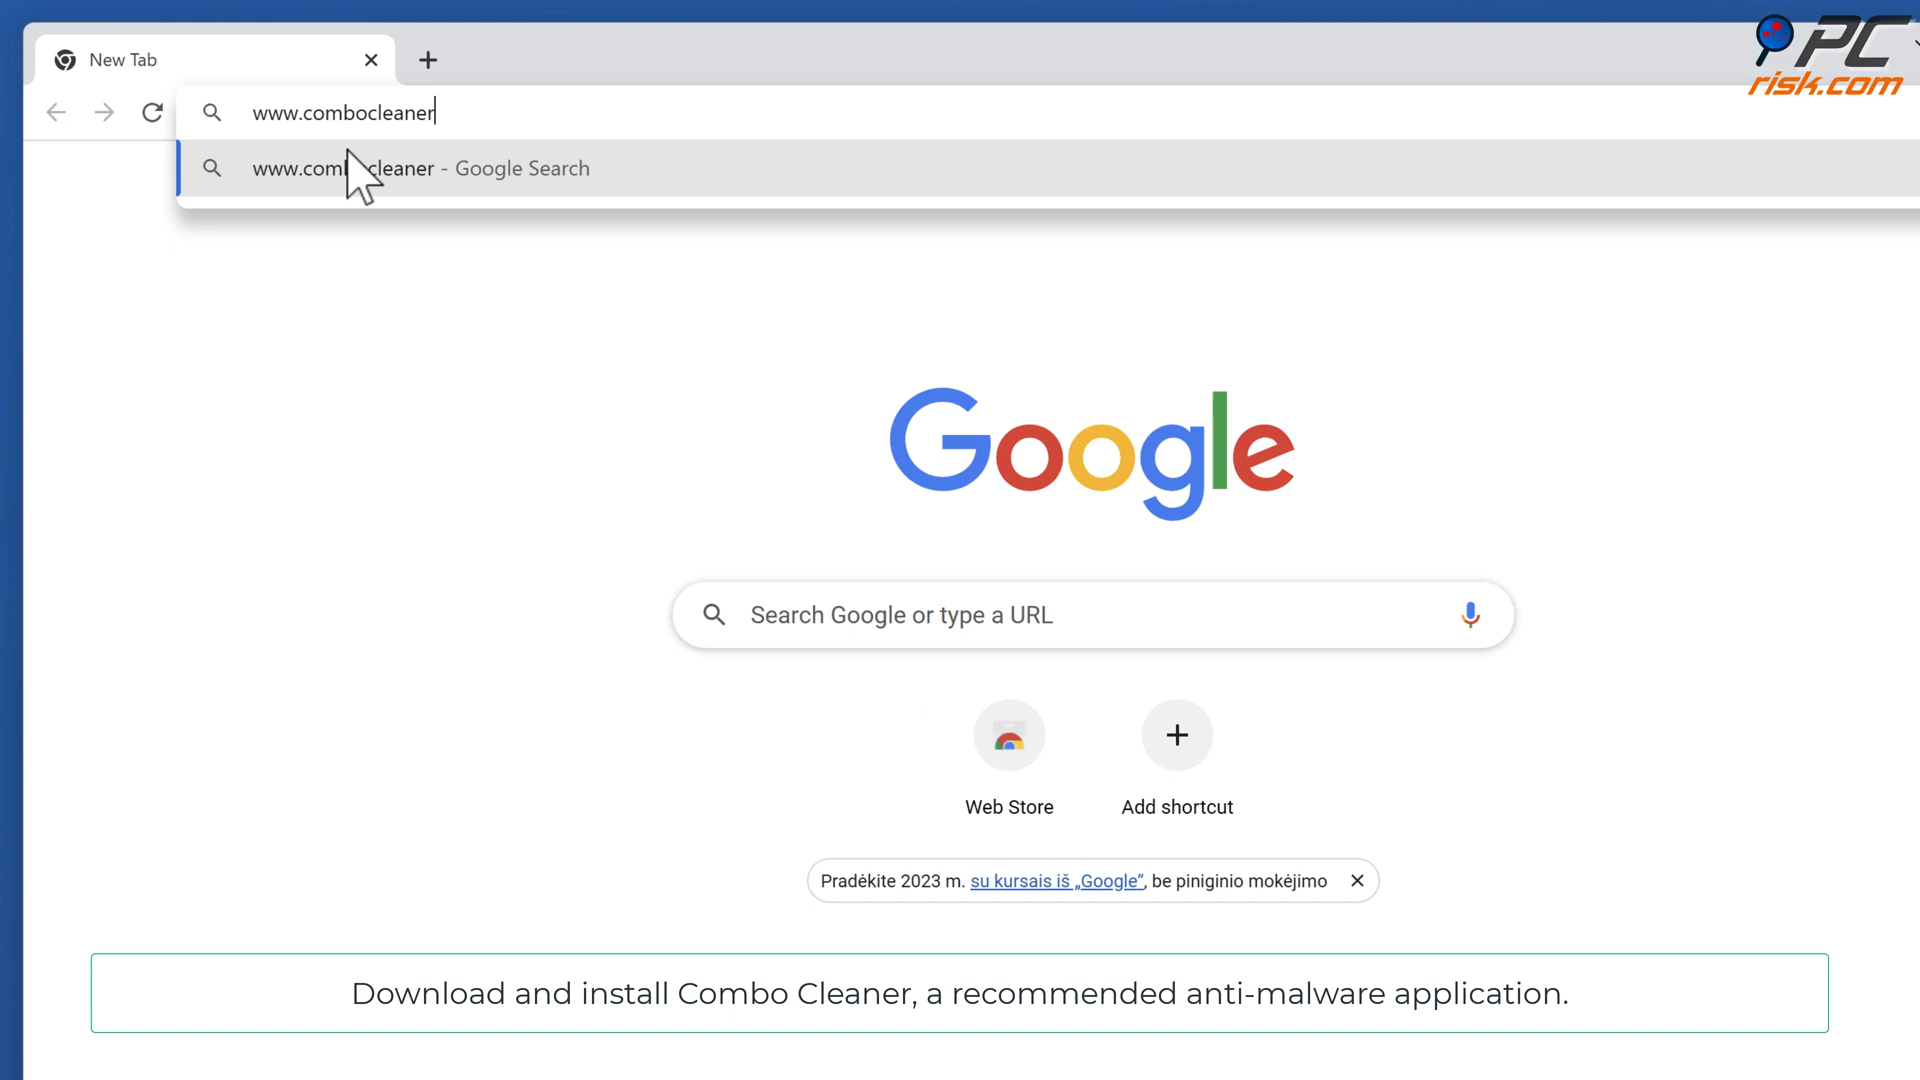 New Tab
PC
risk.com
www.combocleaner
www.combocleaner - Google Search
Google
Search Google or type a URL
Web Store
Add shortcut
Pradėkite 2023 m. su kursais iš „Google”, be piniginio mokėjimo
Download and install Combo Cleaner, a recommended anti-malware application.